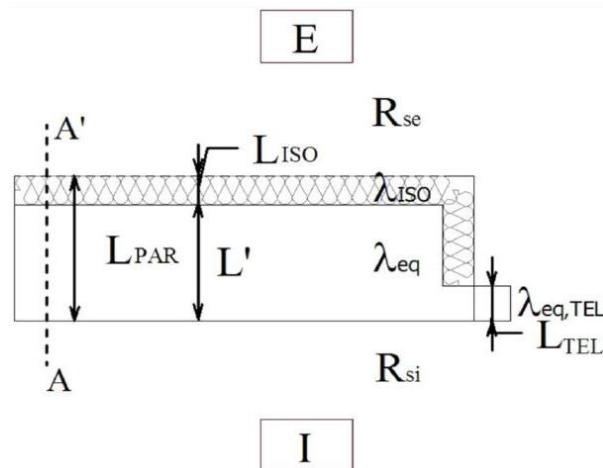 E
Rse
A'
LISO
λISO
LPAR
L'
λeq
λeq,TEL
LTEL
A
Rsi
I